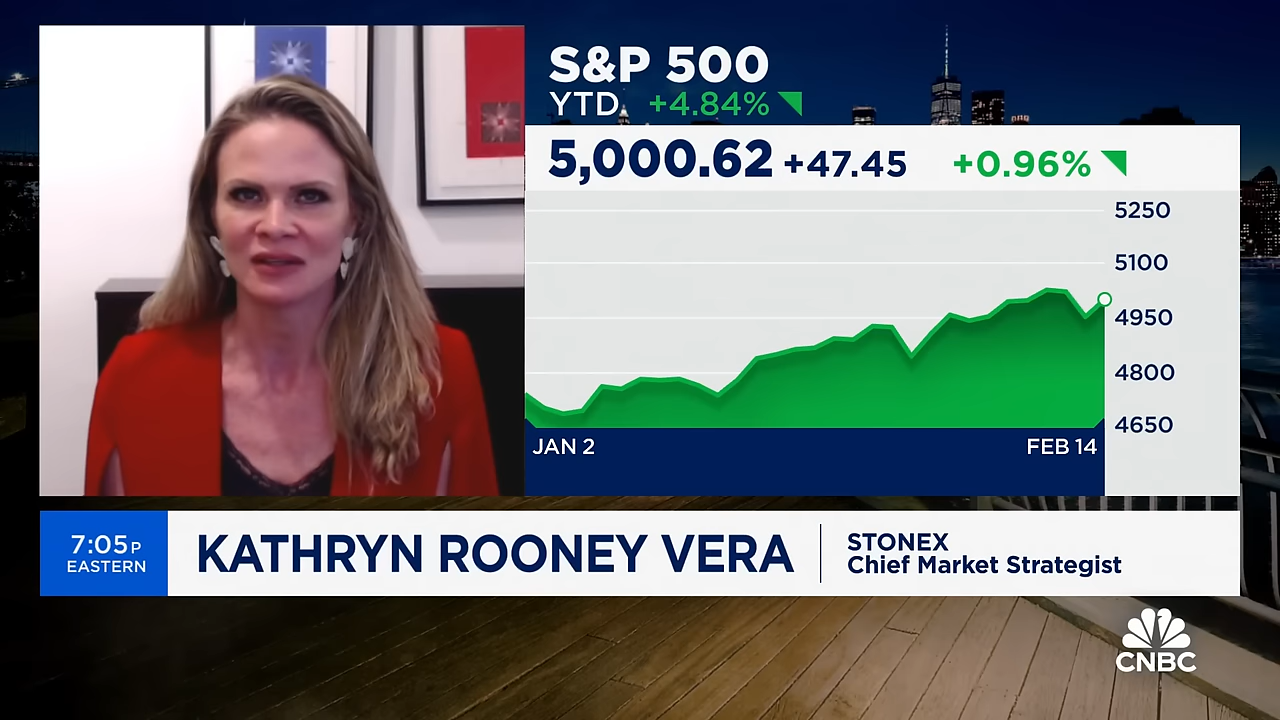 S&P 500
YTD +4.84%
5,000.62 +47.45 +0.96%
5250
5100
4950
4800
4650
JAN 2 FEB 14
7:05P
EASTERN
KATHRYN ROONEY VERA
STONEX
Chief Market Strategist
CNBC